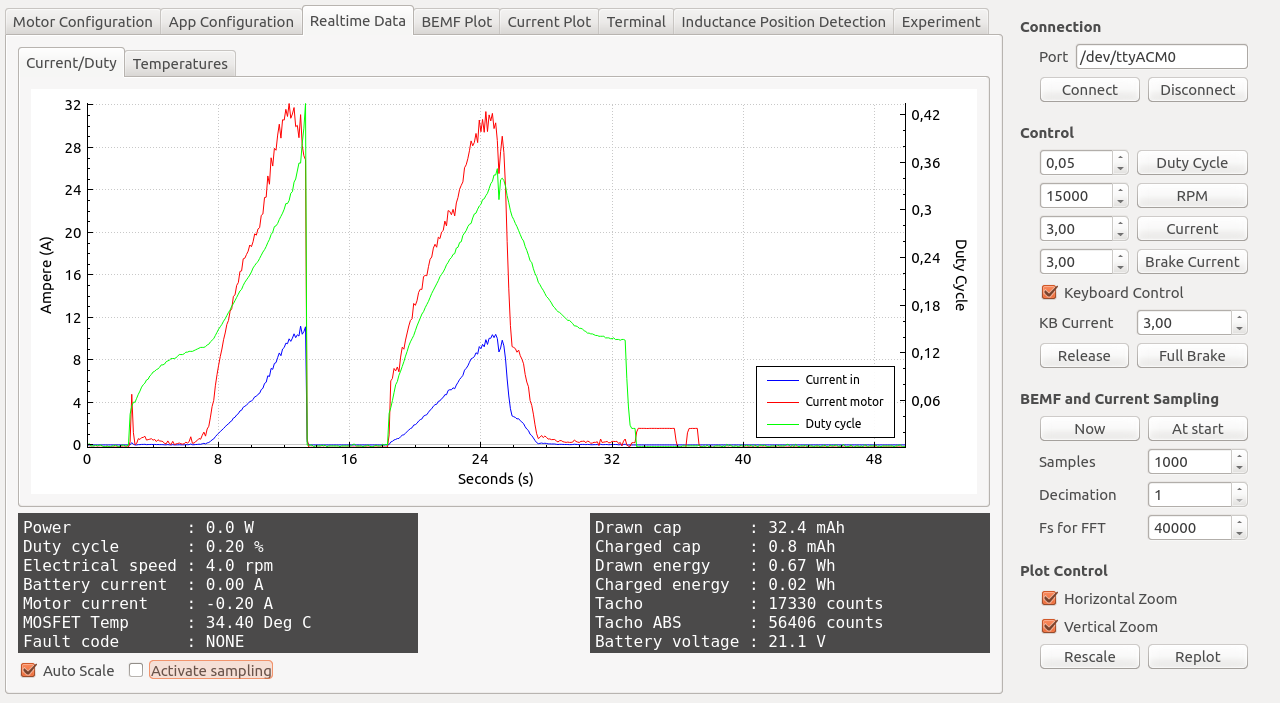 Motor Configuration App Configuration Realtime Data BEMF Plot Current Plot Terminal Inductance Position Detection Experiment
Current/Duty Temperatures
32
28
24
20
16
12
8
4
0
Ampere (A)
0 8 16 24 32 40 48
Seconds (s)
0,42
0,36
0,3
0,24
0,18
0,12
0,06
Duty Cycle
Current in
Current motor
Duty cycle
Power : 0.0 W
Duty cycle : 0.20 %
Electrical speed : 4.0 rpm
Battery current : 0.00 A
Motor current : -0.20 A
MOSFET Temp : 34.40 Deg C
Fault code : NONE
Drawn cap : 32.4 mAh
Charged cap : 0.8 mAh
Drawn energy : 0.67 Wh
Charged energy : 0.02 Wh
Tacho : 17330 counts
Tacho ABS : 56406 counts
Battery voltage : 21.1 V
Auto Scale Activate sampling
Connection
Port /dev/ttyACM0
Connect Disconnect
Control
0,05 Duty Cycle
15000 RPM
3,00 Current
3,00 Brake Current
Keyboard Control
KB Current 3,00
Release Full Brake
BEMF and Current Sampling
Now At start
Samples 1000
Decimation 1
Fs for FFT 40000
Plot Control
Horizontal Zoom
Vertical Zoom
Rescale Replot